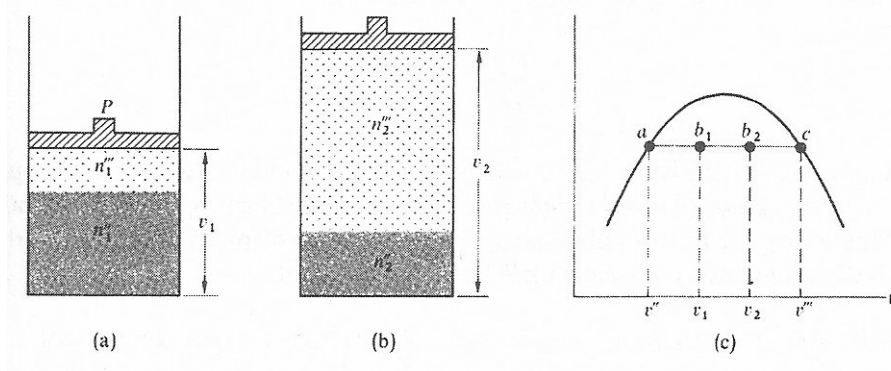 P
n₁‴
n₁″
v₁
(a)
n₂‴
n₂″
v₂
(b)
a
b₁
b₂
c
v″
v₁
v₂
v‴
(c)